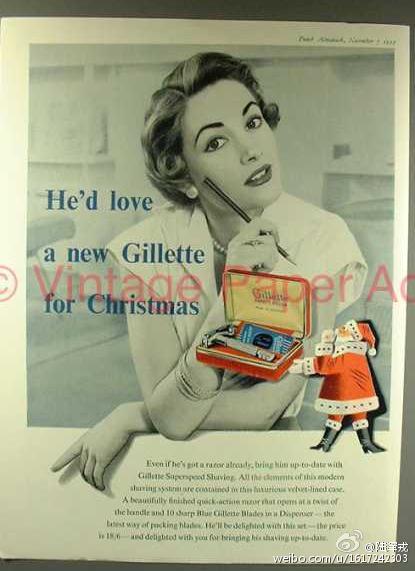 Punch Almanack, November 7
He'd love
a new Gillette
for Christmas
© Vintage Paper Ad
Gillette
Even if he's got a razor already, bring him up-to-date with
Gillette Superspeed Shaving. All the elements of this modern
shaving system are contained in this luxurious velvet-lined case.
A beautifully finished quick-action razor that opens at a twist of
the handle and 10 sharp Blue Gillette Blades in a Dispenser — the
latest way of packing blades. He'll be delighted with this set — the price
is 18/6 — and delighted with you for bringing his shaving up-to-date.
weibo.com/u/1617242303